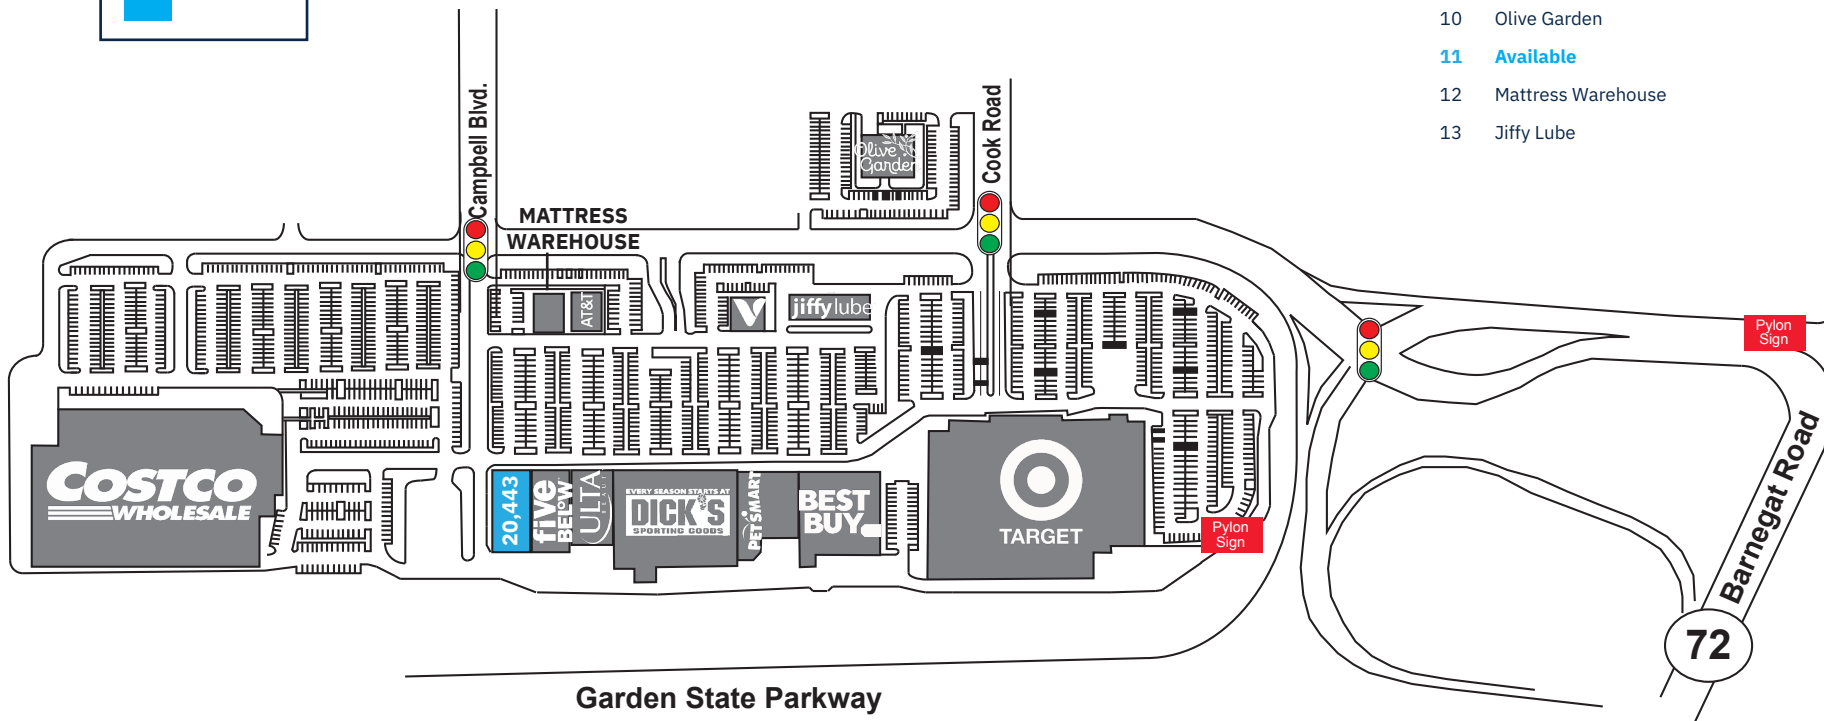 10 Olive Garden
11 Available
12 Mattress Warehouse
13 Jiffy Lube
Campbell Blvd.
Cook Road
Olive
Garden
MATTRESS
WAREHOUSE
AT&T
jiffy lube
Pylon
Sign
COSTCO
WHOLESALE
20,443
five
BELOW
ULTA
EVERY SEASON STARTS AT
DICK'S
SPORTING GOODS
PETSMART
BEST
BUY
TARGET
Pylon
Sign
Barnegat Road
72
Garden State Parkway